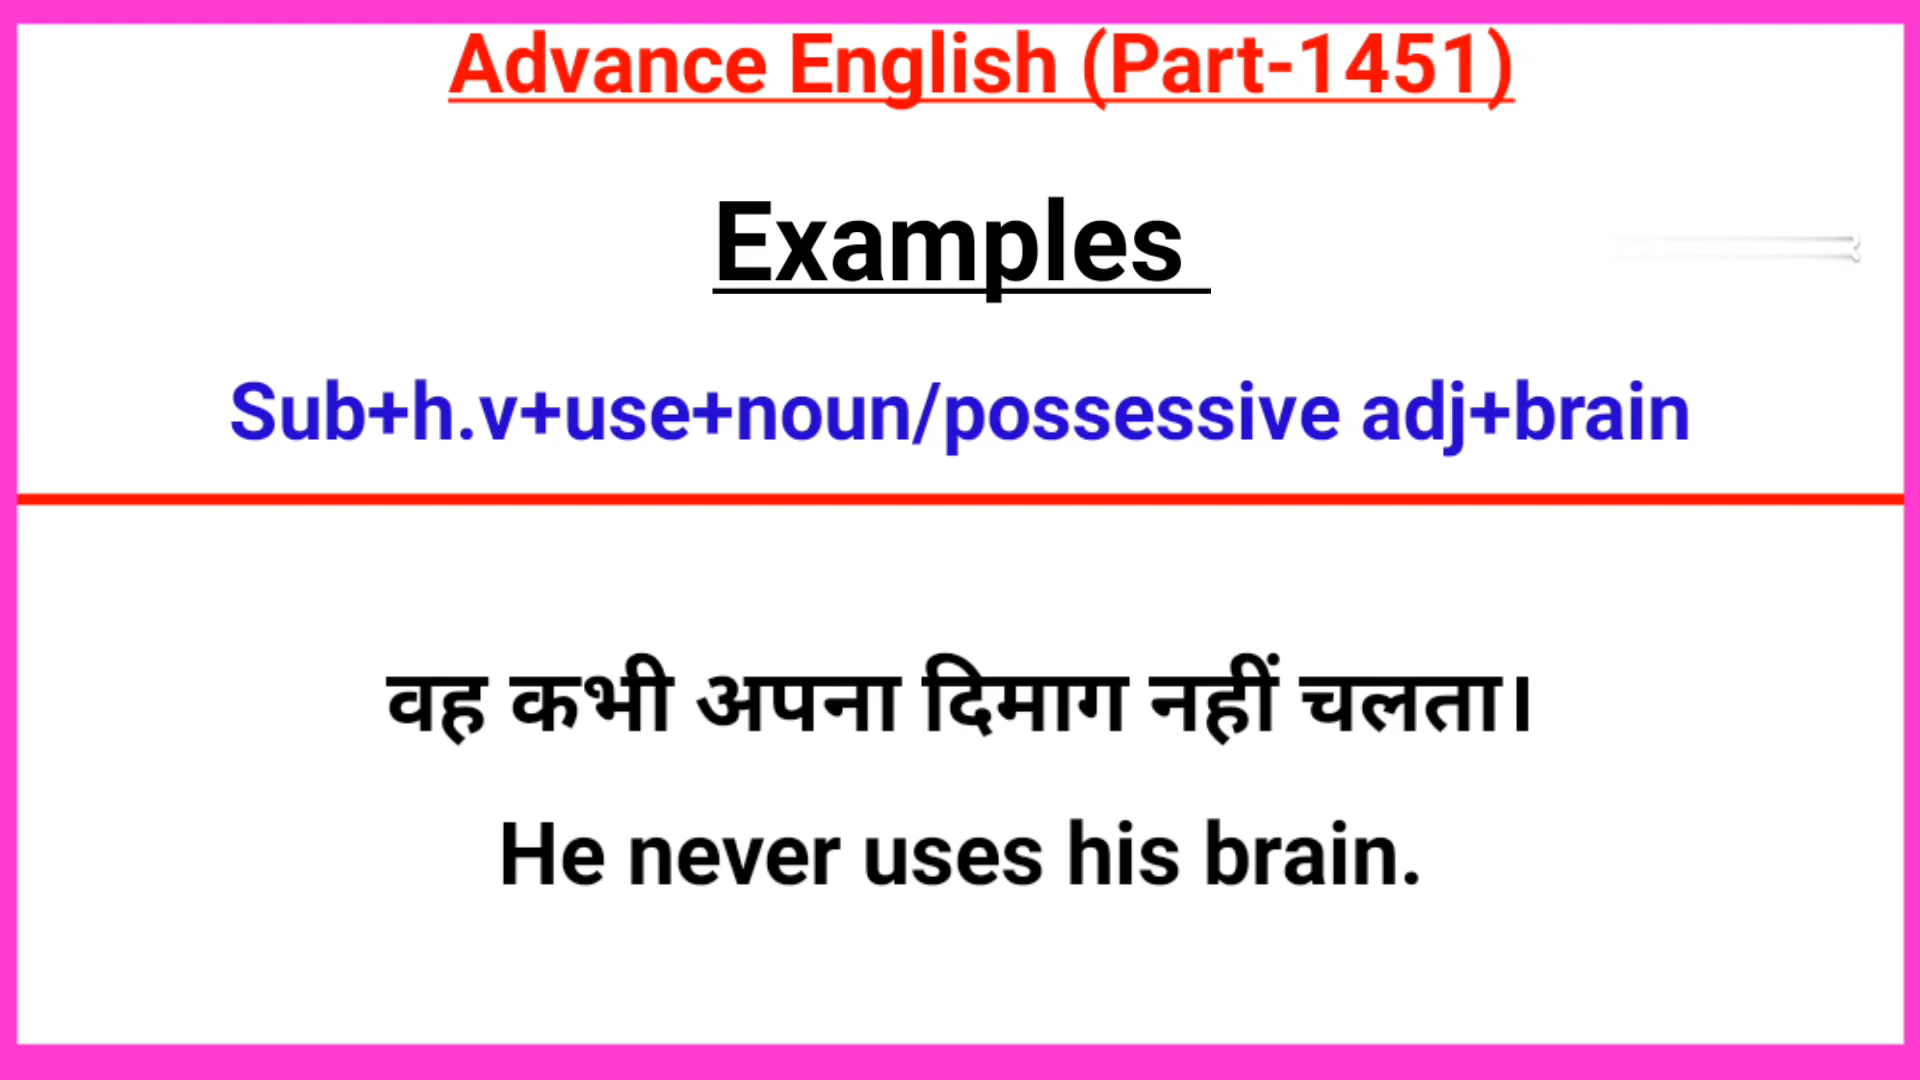 Advance English (Part-1451)
Examples
Sub+h.v+use+noun/possessive adj+brain
वह कभी अपना दिमाग नहीं चलता।
He never uses his brain.